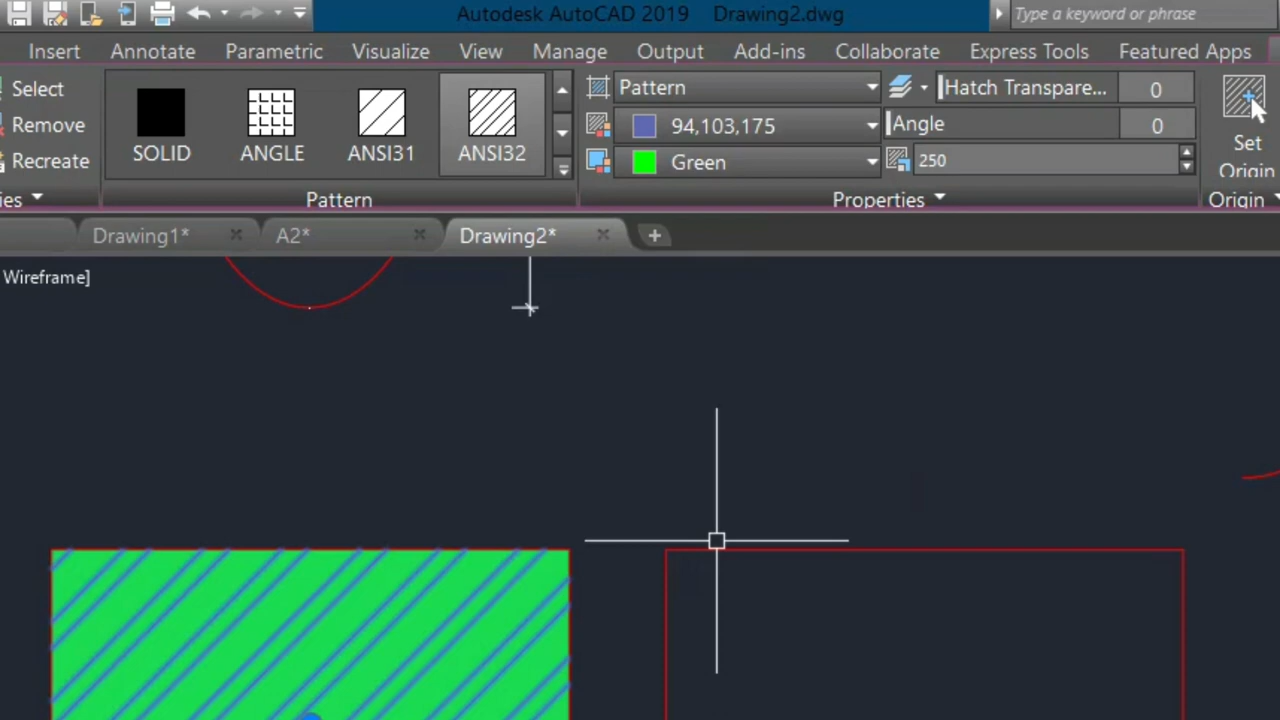 Autodesk AutoCAD 2019 Drawing2.dwg
Type a keyword or phrase
Insert Annotate Parametric Visualize View Manage Output Add-ins Collaborate Express Tools Featured Apps
Select
Remove
Recreate
SOLID ANGLE ANSI31 ANSI32
Pattern
94,103,175
Green
Hatch Transpare... 0
Angle 0
250
Set
Origin
ies Pattern Properties Origin
Drawing1* A2* Drawing2*
Wireframe]